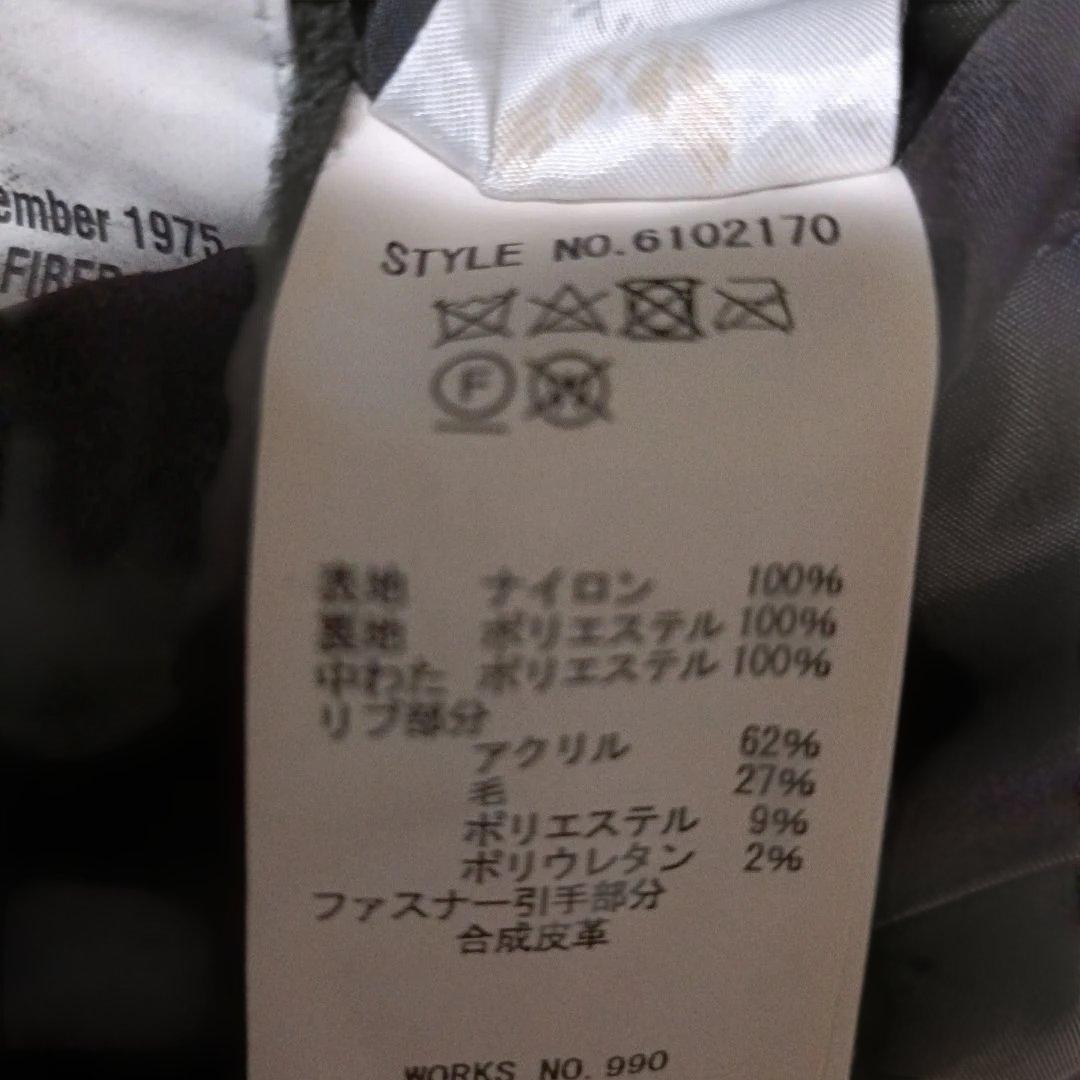 ember 1975
FIBER
STYLE NO.6102170
F
W
表地 ナイロン 100%
裏地 ポリエステル 100%
中わた ポリエステル 100%
リブ部分
アクリル 62%
毛 27%
ポリエステル 9%
ポリウレタン 2%
ファスナー引手部分
合成皮革
WORKS NO.990